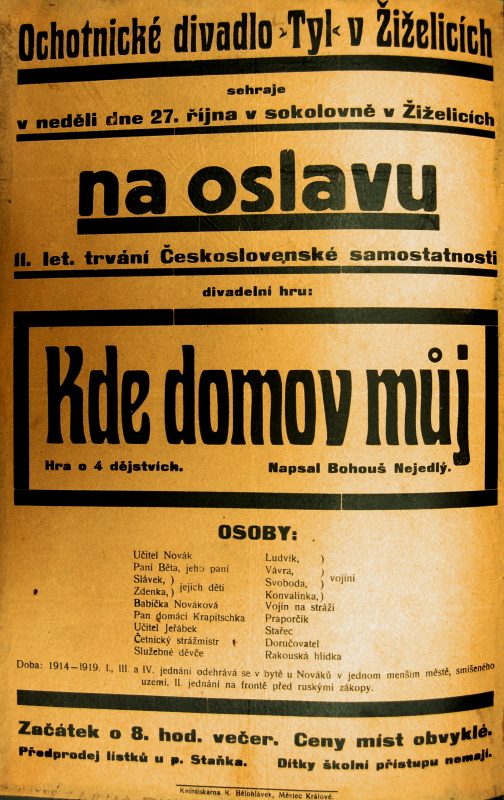 Ochotnické divadlo ›Tyl‹ v Žiželicích
sehraje
v neděli dne 27. října v sokolovně v Žiželicích
na oslavu
II. let. trvání Československé samostatnosti
divadelní hru:
Kde domov můj
Hra o 4 dějstvích. Napsal Bohouš Nejedlý.
OSOBY:
Učitel Novák
Paní Běta, jeho paní
Slávek, )
Zdenka, ) jejich děti
Babička Nováková
Pan domácí Krapitschka
Učitel Jeřábek
Četnický strážmistr
Služebné děvče
Ludvík, )
Vávra, )
Svoboda, ) vojíni
Konvalinka, )
Vojín na stráži
Praporčík
Stařec
Doručovatel
Rakouská hlídka
Doba: 1914—1919. I., III. a IV. jednání odehrává se v bytě u Nováků v jednom menším městě, smíšeného
uzemí. II. jednání na frontě před ruskými zákopy.
Začátek o 8. hod. večer. Ceny míst obvyklé.
Předprodej lístků u p. Staňka. Dítky školní přístupu nemají.
Knihtiskarna K. Bělohlávek, Městec Králové.